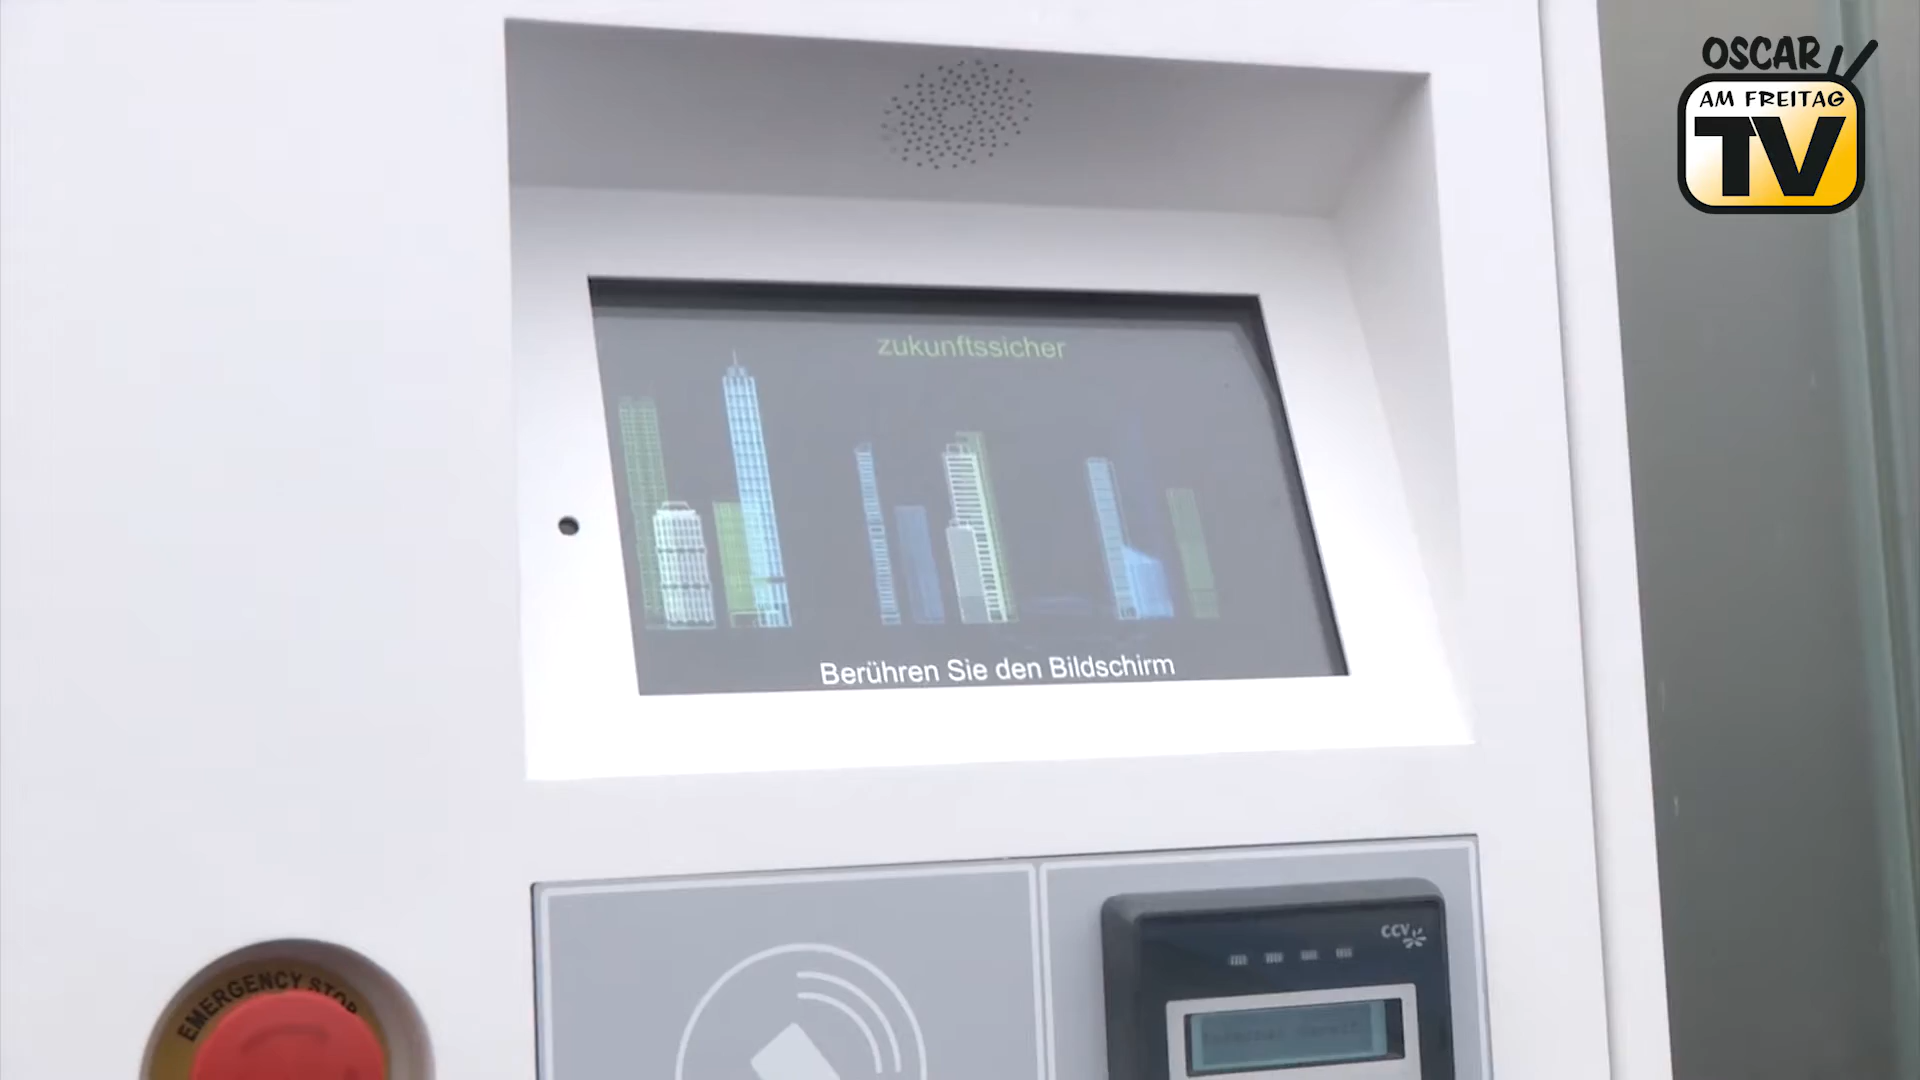 OSCAR
AM FREITAG
TV
zukunftssicher
Berühren Sie den Bildschirm
CCV
EMERGENCY STOP